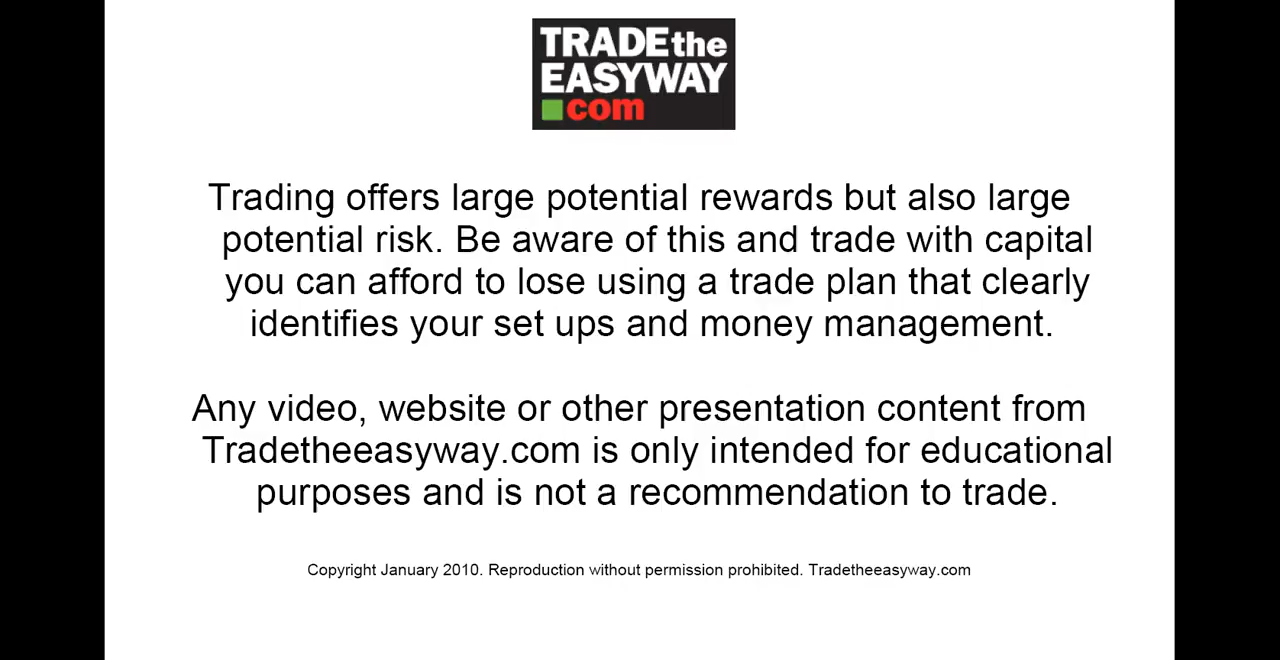 TRADEthe
EASYWAY
com
Trading offers large potential rewards but also large
potential risk. Be aware of this and trade with capital
you can afford to lose using a trade plan that clearly
identifies your set ups and money management.
Any video, website or other presentation content from
Tradetheeasyway.com is only intended for educational
purposes and is not a recommendation to trade.
Copyright January 2010. Reproduction without permission prohibited. Tradetheeasyway.com